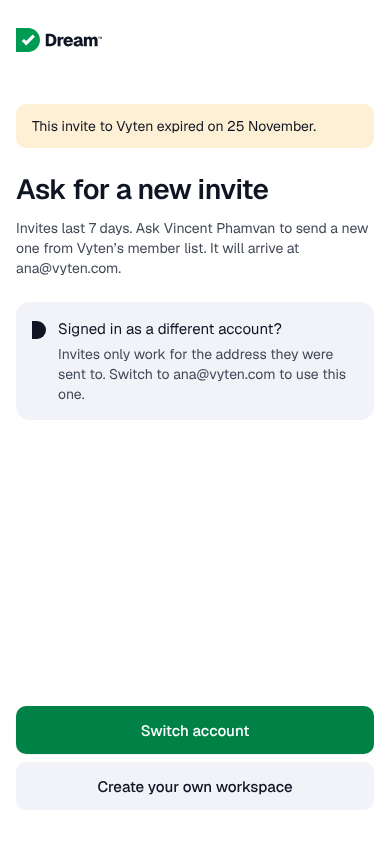 Dream™
This invite to Vyten expired on 25 November.
Ask for a new invite
Invites last 7 days. Ask Vincent Phamvan to send a new
one from Vyten’s member list. It will arrive at
ana@vyten.com.
Signed in as a different account?
Invites only work for the address they were
sent to. Switch to ana@vyten.com to use this
one.
Switch account
Create your own workspace